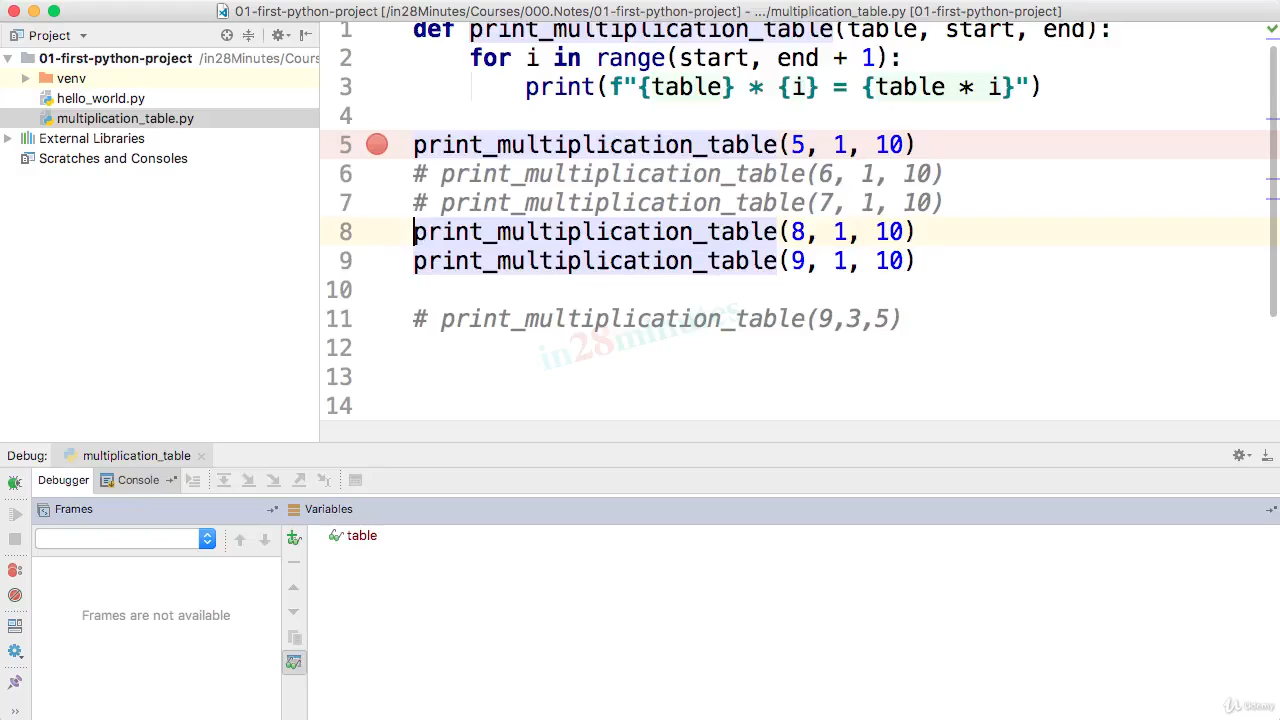 01-first-python-project [/in28Minutes/Courses/000.Notes/01-first-python-project] - .../multiplication_table.py [01-first-python-project]
Project
01-first-python-project /in28Minutes/Cours
venv
hello_world.py
multiplication_table.py
External Libraries
Scratches and Consoles
1 def print_multiplication_table(table, start, end):
2 for i in range(start, end + 1):
3 print(f"{table} * {i} = {table * i}")
4
5 print_multiplication_table(5, 1, 10)
6 # print_multiplication_table(6, 1, 10)
7 # print_multiplication_table(7, 1, 10)
8 print_multiplication_table(8, 1, 10)
9 print_multiplication_table(9, 1, 10)
10
11 # print_multiplication_table(9,3,5)
12
13
14
in28minutes
Debug: multiplication_table
Debugger Console
Frames Variables
table
Frames are not available
Udemy